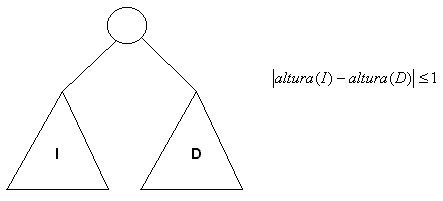 |altura(I) − altura(D)| ≤ 1
I
D